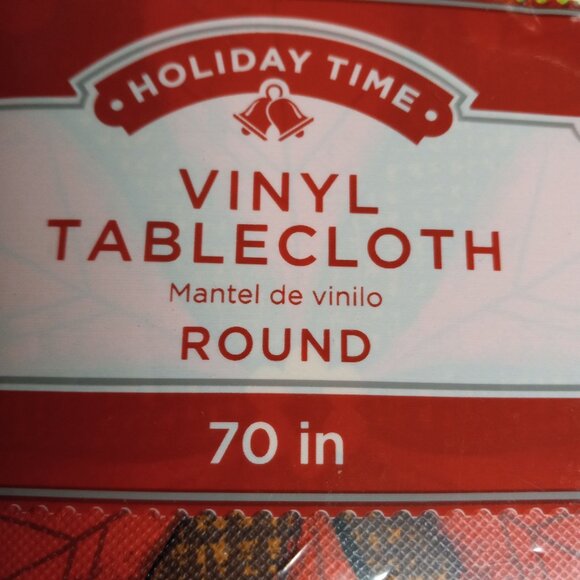 • HOLIDAY TIME •
VINYL
TABLECLOTH
Mantel de vinilo
ROUND
70 in